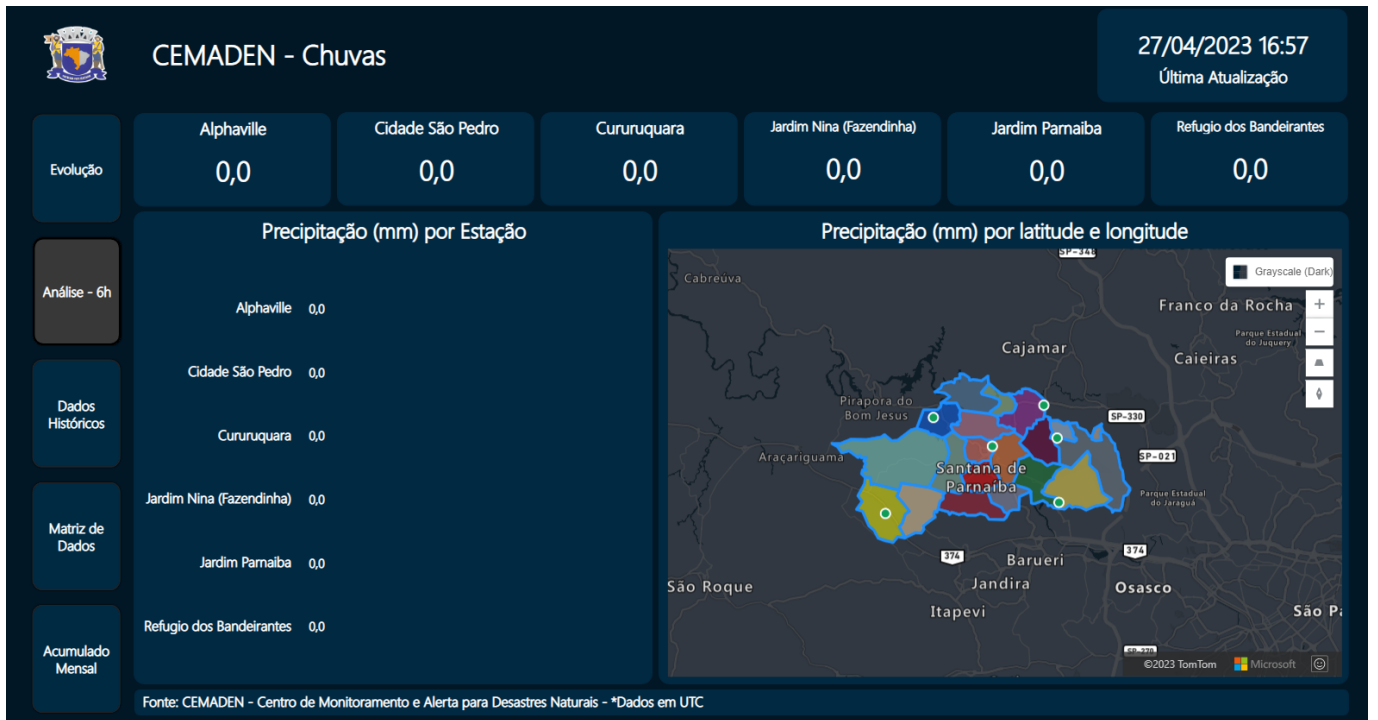 CEMADEN - Chuvas
27/04/2023 16:57
Última Atualização
Evolução
Análise - 6h
Dados
Históricos
Matriz de
Dados
Acumulado
Mensal
Alphaville
0,0
Cidade São Pedro
0,0
Cururuquara
0,0
Jardim Nina (Fazendinha)
0,0
Jardim Parnaiba
0,0
Refugio dos Bandeirantes
0,0
Precipitação (mm) por Estação
Alphaville 0,0
Cidade São Pedro 0,0
Cururuquara 0,0
Jardim Nina (Fazendinha) 0,0
Jardim Parnaiba 0,0
Refugio dos Bandeirantes 0,0
Precipitação (mm) por latitude e longitude
Grayscale (Dark)
Cabreúva
Franco da Rocha
+
Parque Estadual
do Juquery
−
Cajamar
Caieiras
Pirapora do
Bom Jesus
SP-330
Araçariguama
SP-021
Santana de
Parnaíba
Parque Estadual
do Jaraguá
374
374
Barueri
São Roque
Jandira
Osasco
Itapevi
São Pa
©2023 TomTom
Microsoft
Fonte: CEMADEN - Centro de Monitoramento e Alerta para Desastres Naturais - *Dados em UTC